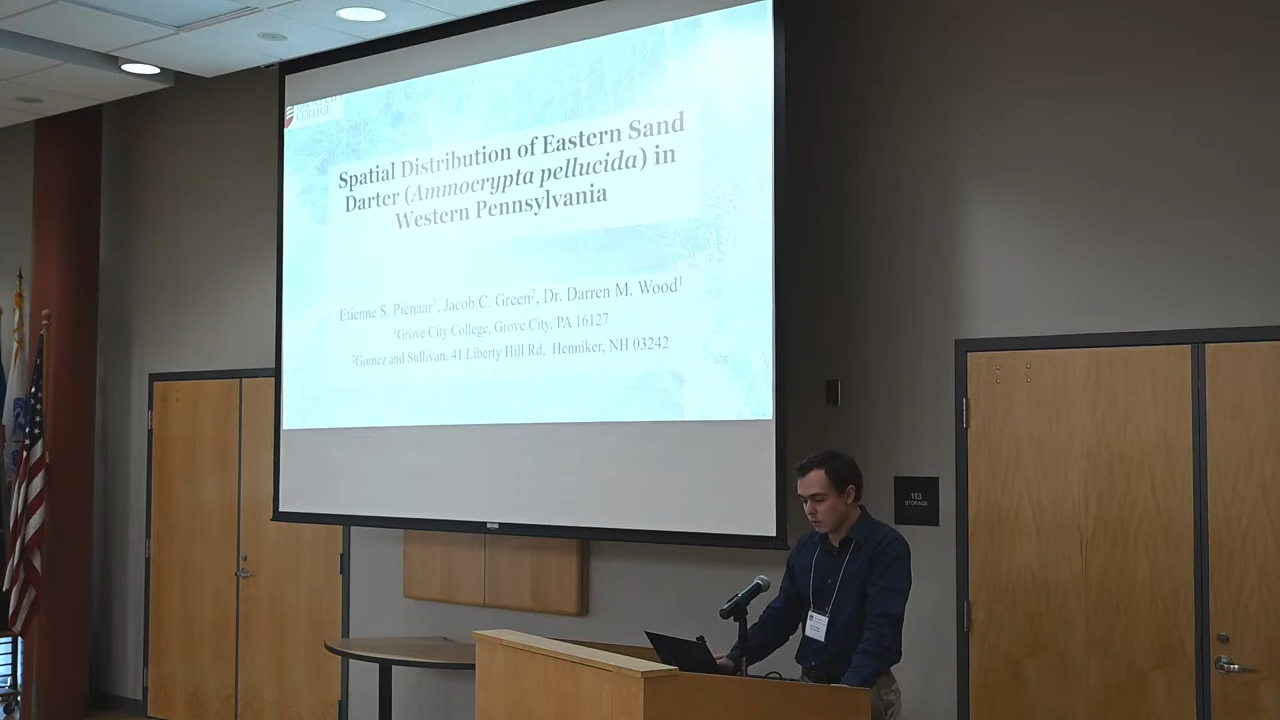 COLLEGE
Spatial Distribution of Eastern Sand
Darter (Ammocrypta pellucida) in
Western Pennsylvania
Etienne S. Pienaar¹, Jacob C. Green², Dr. Darren M. Wood¹
¹Grove City College, Grove City, PA 16127
²Gomez and Sullivan, 41 Liberty Hill Rd, Henniker, NH 03242
113
STORAGE